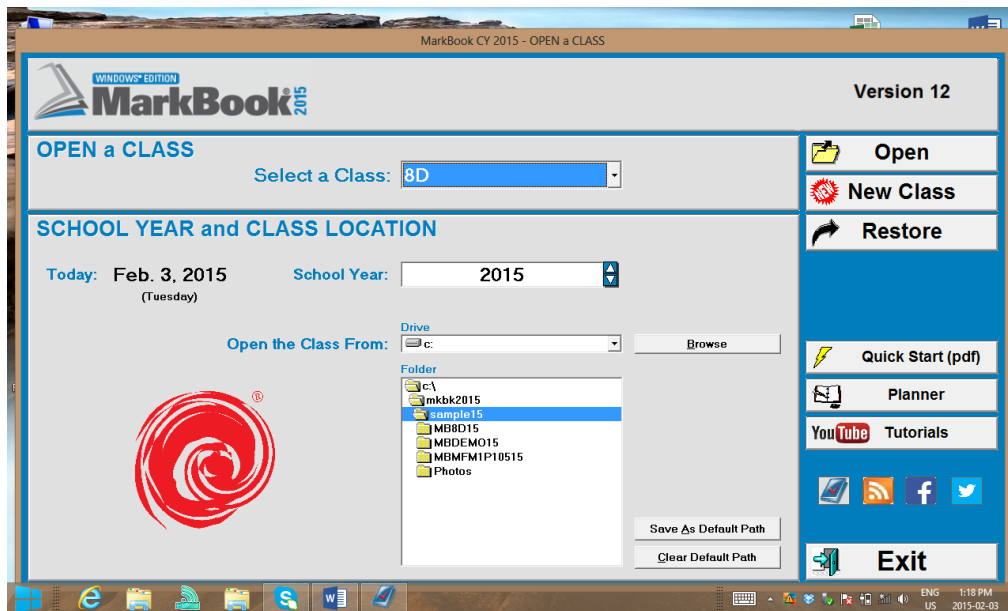 MarkBook CY 2015 - OPEN a CLASS
WINDOWS® EDITION
MarkBook® 2015
Version 12
OPEN a CLASS
Select a Class: 8D
Open
New Class
Restore
SCHOOL YEAR and CLASS LOCATION
Today: Feb. 3, 2015
(Tuesday)
School Year: 2015
Drive
Open the Class From: c:
Browse
Folder
c:\
mkbk2015
sample15
MB8D15
MBDEMO15
MBMFM1P10515
Photos
®
Save As Default Path
Clear Default Path
Quick Start (pdf)
Planner
YouTube Tutorials
Exit
ENG
US
1:18 PM
2015-02-03